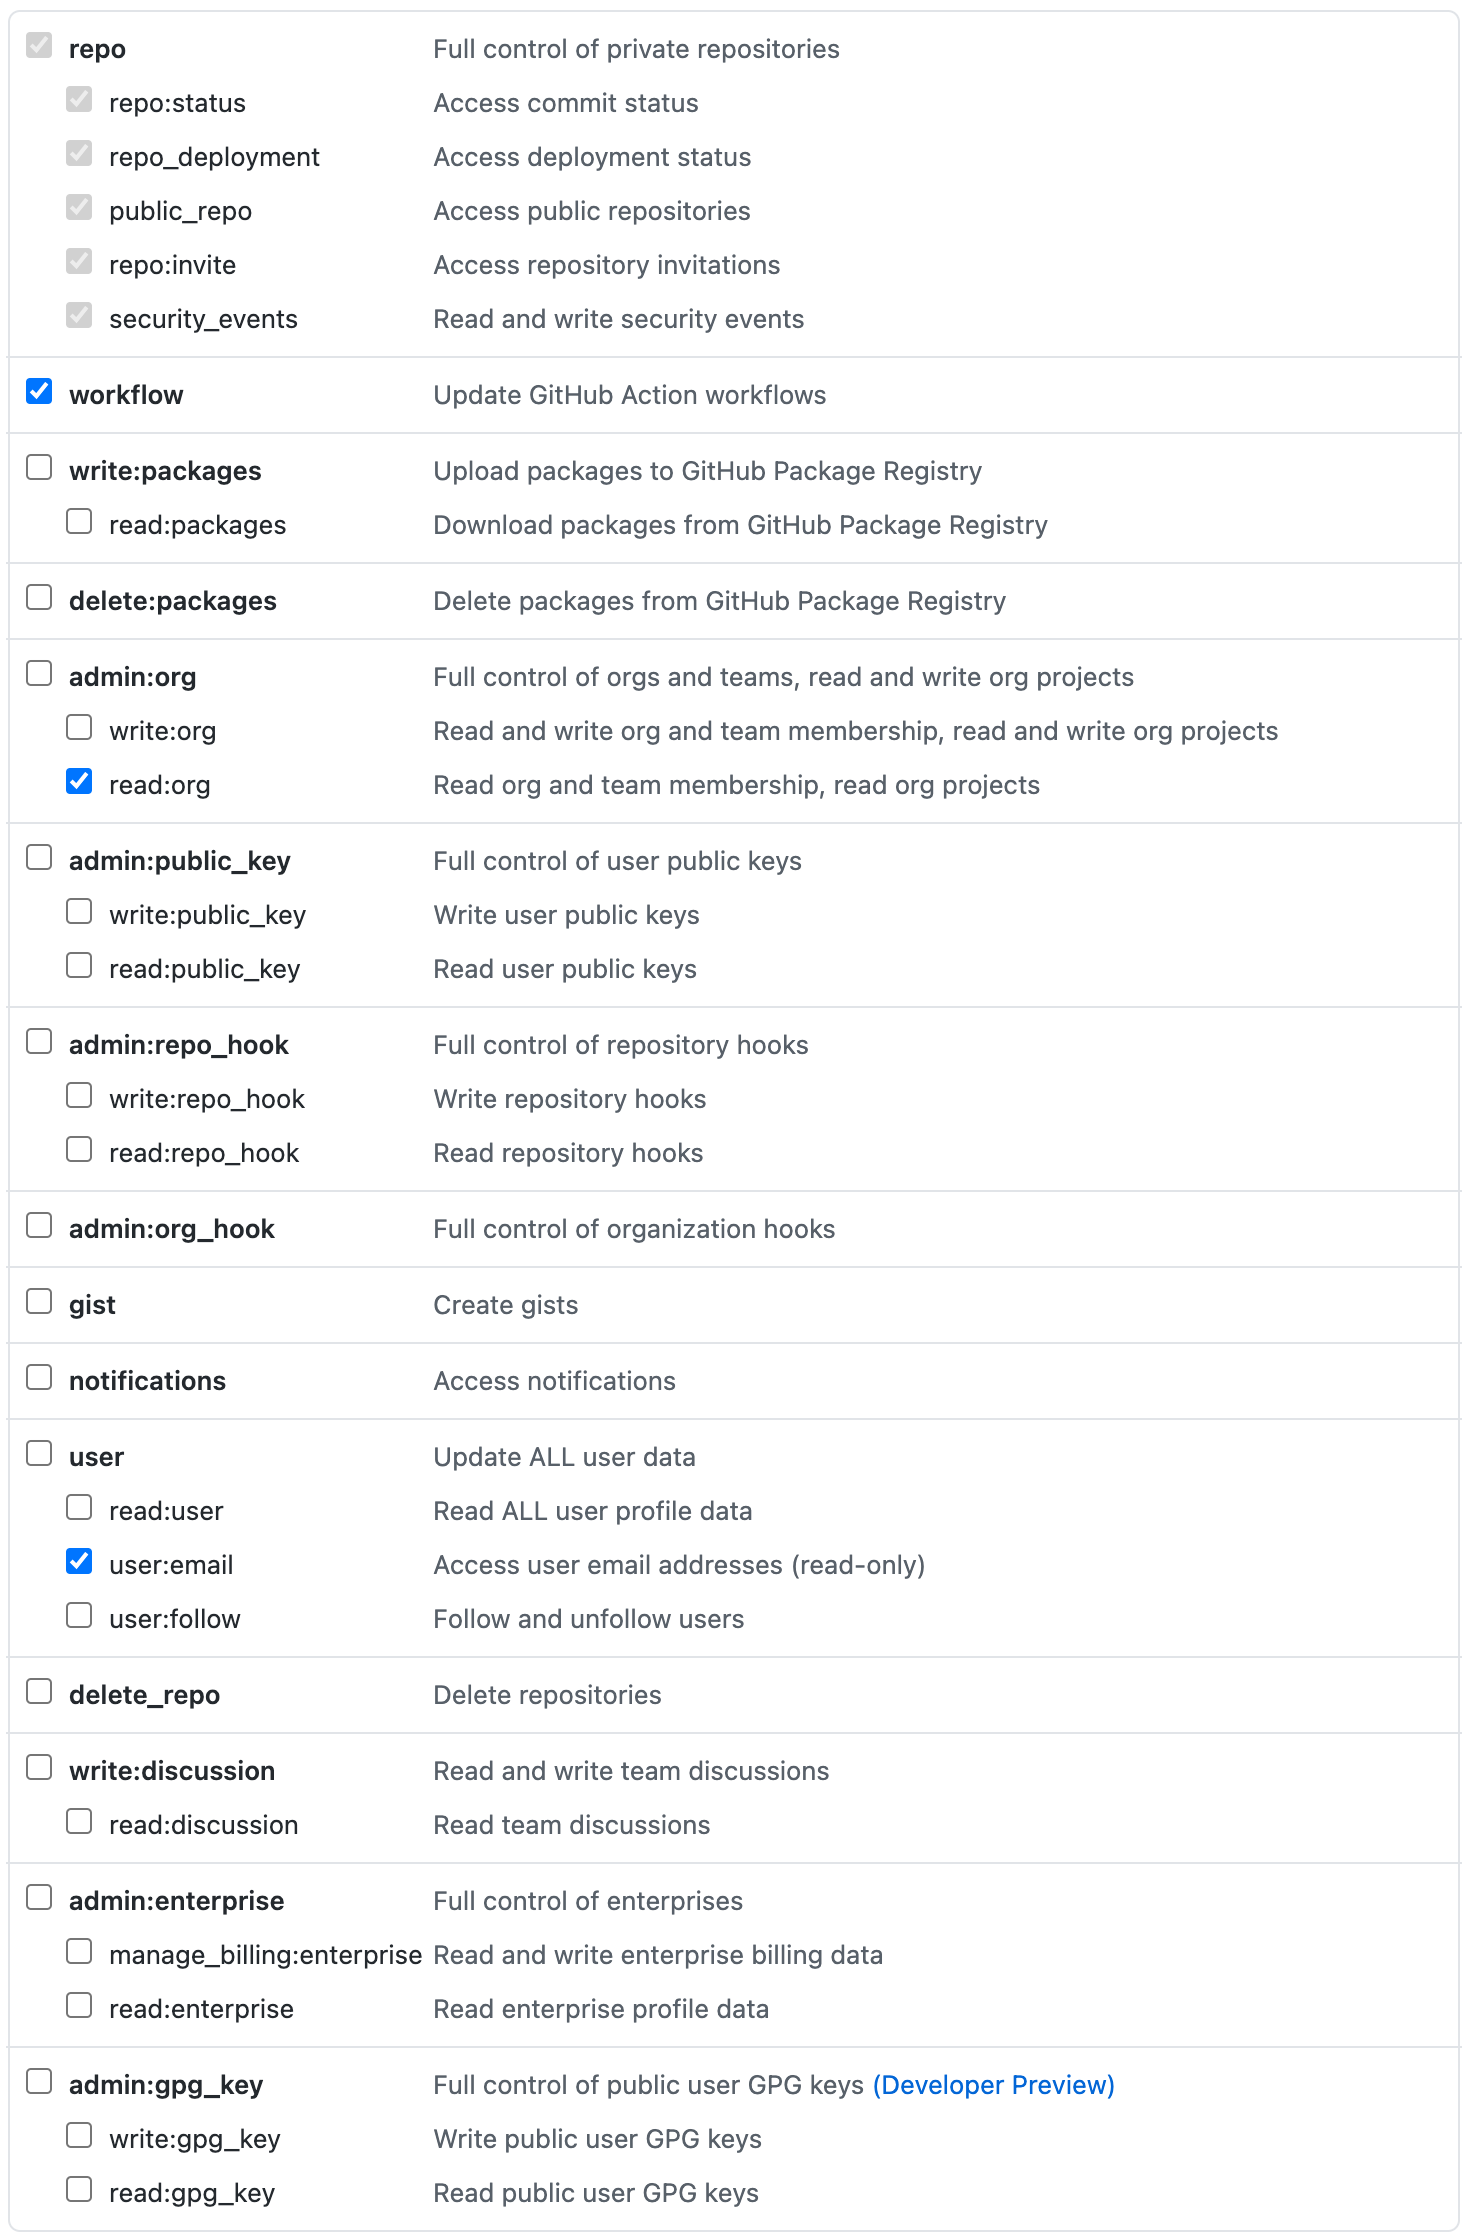 repo Full control of private repositories
repo:status Access commit status
repo_deployment Access deployment status
public_repo Access public repositories
repo:invite Access repository invitations
security_events Read and write security events
workflow Update GitHub Action workflows
write:packages Upload packages to GitHub Package Registry
read:packages Download packages from GitHub Package Registry
delete:packages Delete packages from GitHub Package Registry
admin:org Full control of orgs and teams, read and write org projects
write:org Read and write org and team membership, read and write org projects
read:org Read org and team membership, read org projects
admin:public_key Full control of user public keys
write:public_key Write user public keys
read:public_key Read user public keys
admin:repo_hook Full control of repository hooks
write:repo_hook Write repository hooks
read:repo_hook Read repository hooks
admin:org_hook Full control of organization hooks
gist Create gists
notifications Access notifications
user Update ALL user data
read:user Read ALL user profile data
user:email Access user email addresses (read-only)
user:follow Follow and unfollow users
delete_repo Delete repositories
write:discussion Read and write team discussions
read:discussion Read team discussions
admin:enterprise Full control of enterprises
manage_billing:enterprise Read and write enterprise billing data
read:enterprise Read enterprise profile data
admin:gpg_key Full control of public user GPG keys (Developer Preview)
write:gpg_key Write public user GPG keys
read:gpg_key Read public user GPG keys